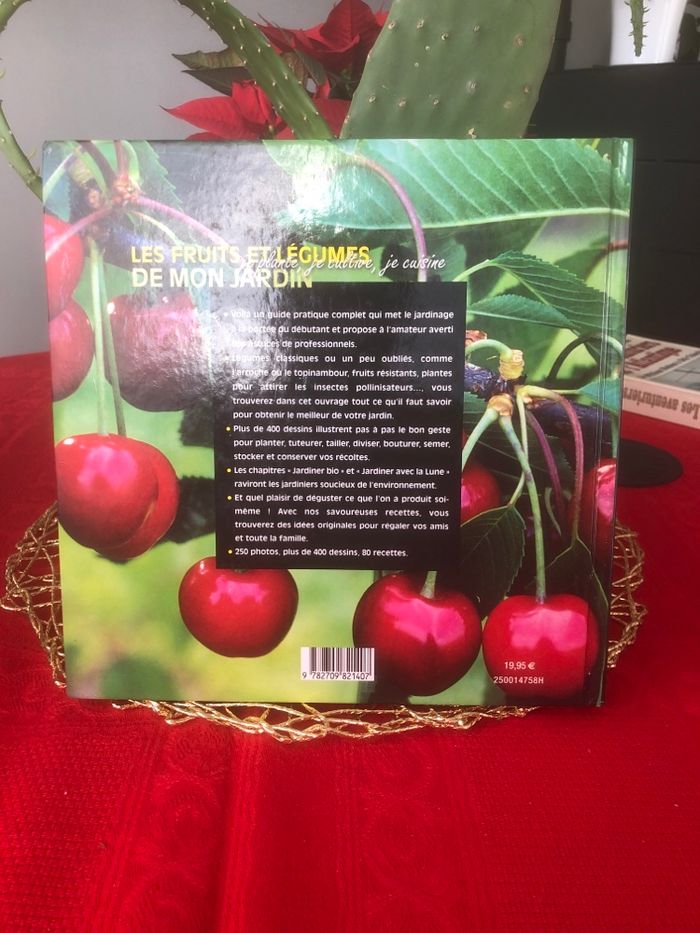 LES FRUITS ET LÉGUMES
je plante je cultive, je cuisine
DE MON JARDIN
• Voilà un guide pratique complet qui met le jardinage
à la portée du débutant et propose à l'amateur averti
des astuces de professionnels.
• Légumes classiques ou un peu oubliés, comme
l'arroche ou le topinambour, fruits résistants, plantes
pour attirer les insectes pollinisateurs..., vous
trouverez dans cet ouvrage tout ce qu'il faut savoir
pour obtenir le meilleur de votre jardin.
• Plus de 400 dessins illustrent pas à pas le bon geste
pour planter, tuteurer, tailler, diviser, bouturer, semer,
stocker et conserver vos récoltes.
• Les chapitres « Jardiner bio » et « Jardiner avec la Lune »
raviront les jardiniers soucieux de l'environnement.
• Et quel plaisir de déguster ce que l'on a produit soi-
même ! Avec nos savoureuses recettes, vous
trouverez des idées originales pour régaler vos amis
et toute la famille.
• 250 photos, plus de 400 dessins, 80 recettes.
9 782709 821407
19,95 €
250014758H
Les aventuriers